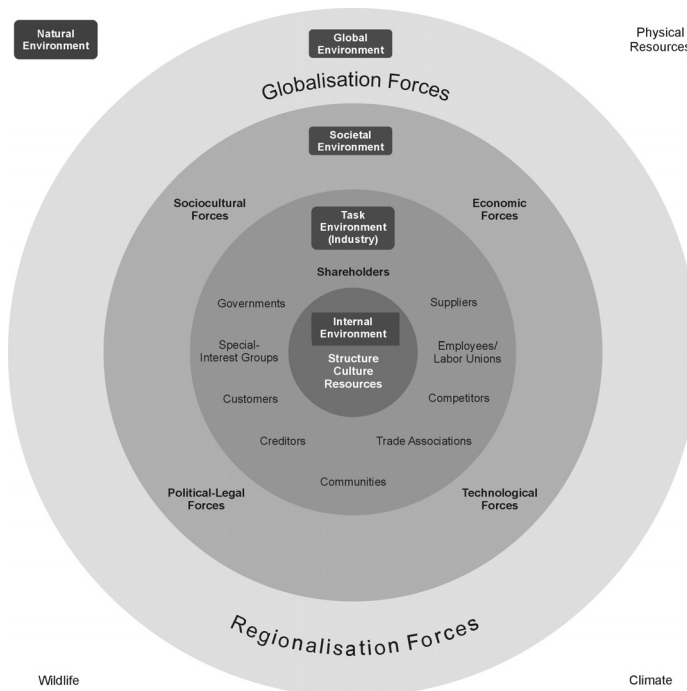 Natural
Environment
Global
Environment
Physical
Resources
Globalisation Forces
Societal
Environment
Sociocultural
Forces
Economic
Forces
Task
Environment
(Industry)
Shareholders
Governments
Suppliers
Internal
Environment
Special-
Interest Groups
Employees/
Labor Unions
Structure
Culture
Resources
Customers
Competitors
Creditors
Trade Associations
Communities
Political-Legal
Forces
Technological
Forces
Regionalisation Forces
Wildlife
Climate